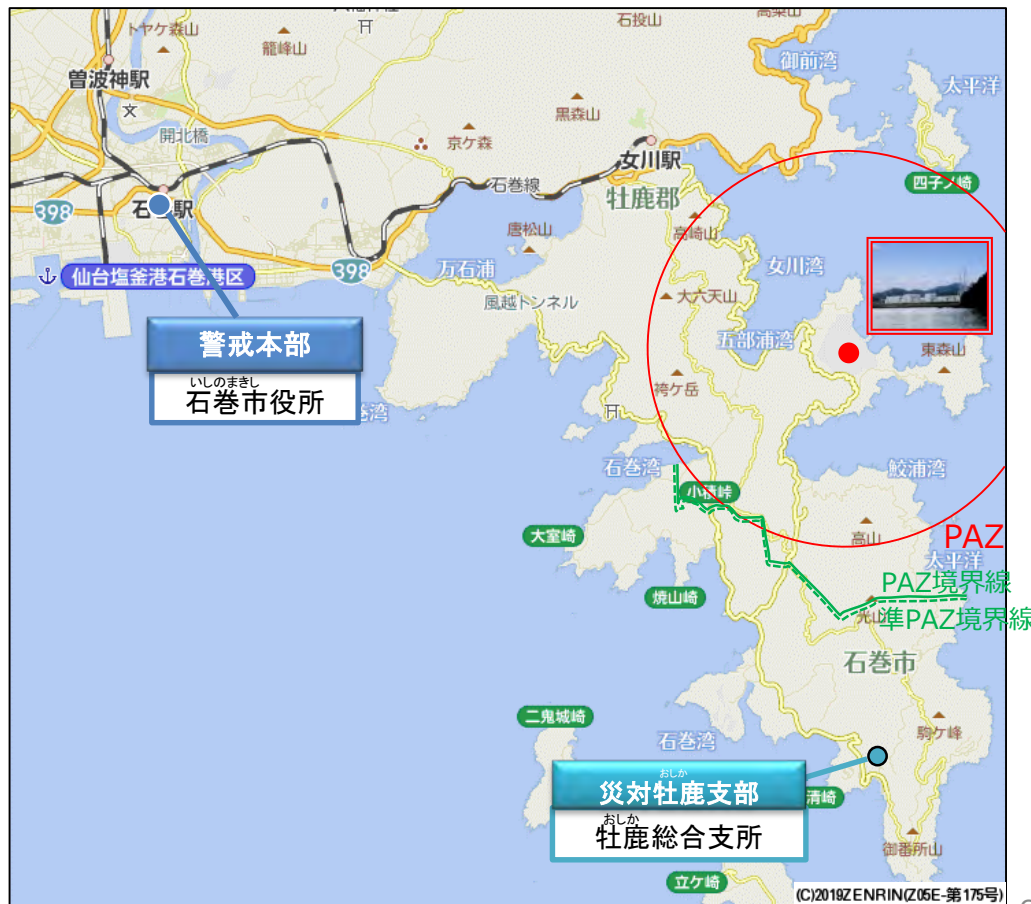 トヤケ森山
石投山
籠峰山
御前湾
曽波神駅
太平洋
黒森山
開北橋
京ケ森
女川駅
石巻線
四子ノ崎
牡鹿郡
398
唐松山
高崎山
万石浦
女川湾
398
仙台塩釜港石巻港区
大六天山
風越トンネル
五部浦湾
警戒本部
東森山
いしのまきし
石巻市役所
袴ケ岳
石巻湾
鮫浦湾
小積峠
大室崎
高山
PAZ
太平洋
PAZ境界線
焼山崎
光山
準PAZ境界線
石巻市
二鬼城崎
駒ケ峰
石巻湾
おしか
災対牡鹿支部
清崎
おしか
牡鹿総合支所
御番所山
立ケ崎
(C)2019ZENRIN(Z05E-第175号)